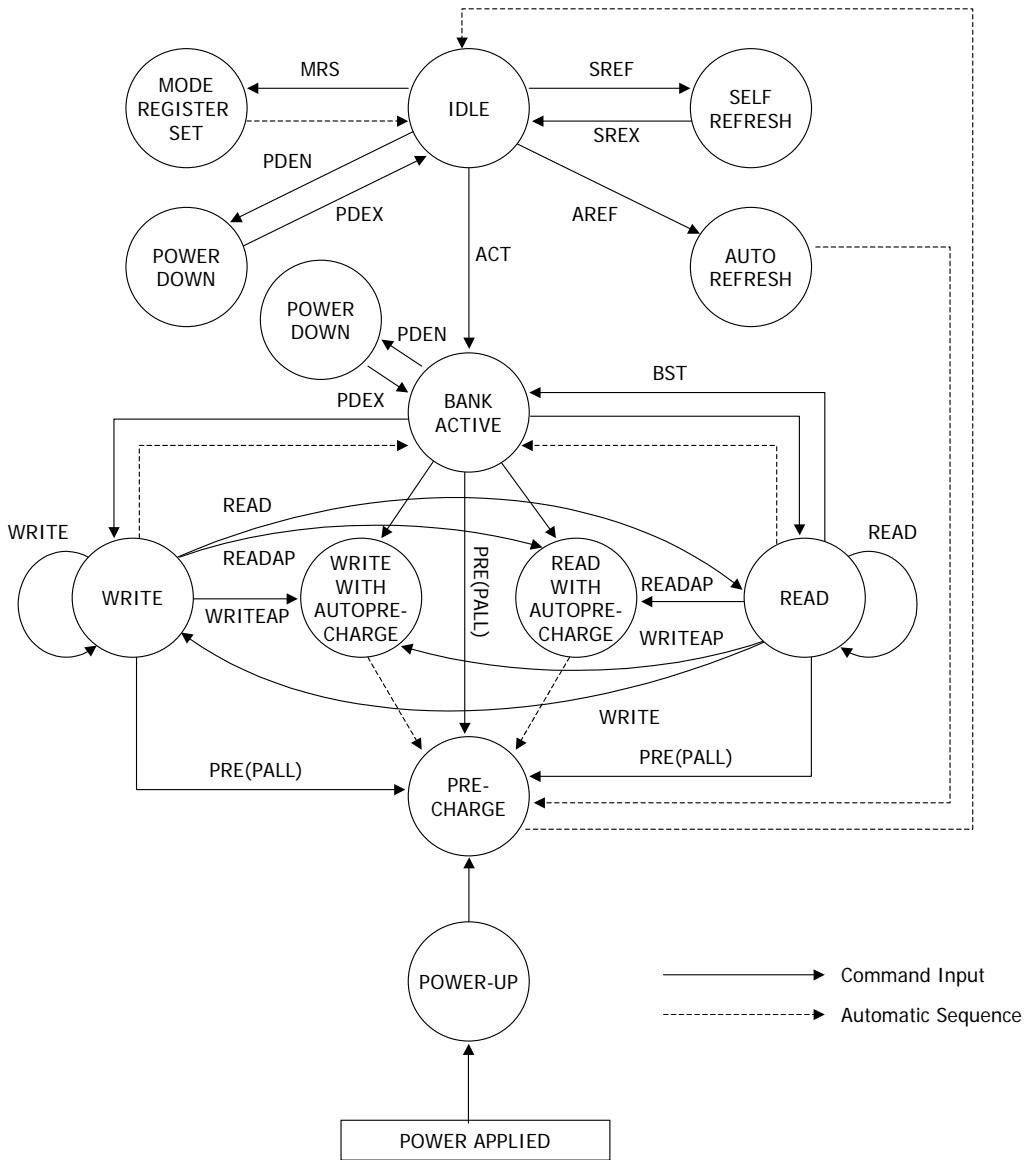 MRS
SREF
MODE
REGISTER
SET
IDLE
SELF
REFRESH
SREX
PDEN
PDEX
AREF
POWER
DOWN
ACT
AUTO
REFRESH
POWER
DOWN
PDEN
BST
PDEX
BANK
ACTIVE
READ
WRITE
READ
READAP
WRITE
WRITEAP
WRITE
WITH
AUTOPRE-
CHARGE
PRE(PALL)
READ
WITH
AUTOPRE-
CHARGE
READAP
READ
WRITEAP
WRITE
PRE(PALL)
PRE(PALL)
PRE-
CHARGE
POWER-UP
Command Input
Automatic Sequence
POWER APPLIED